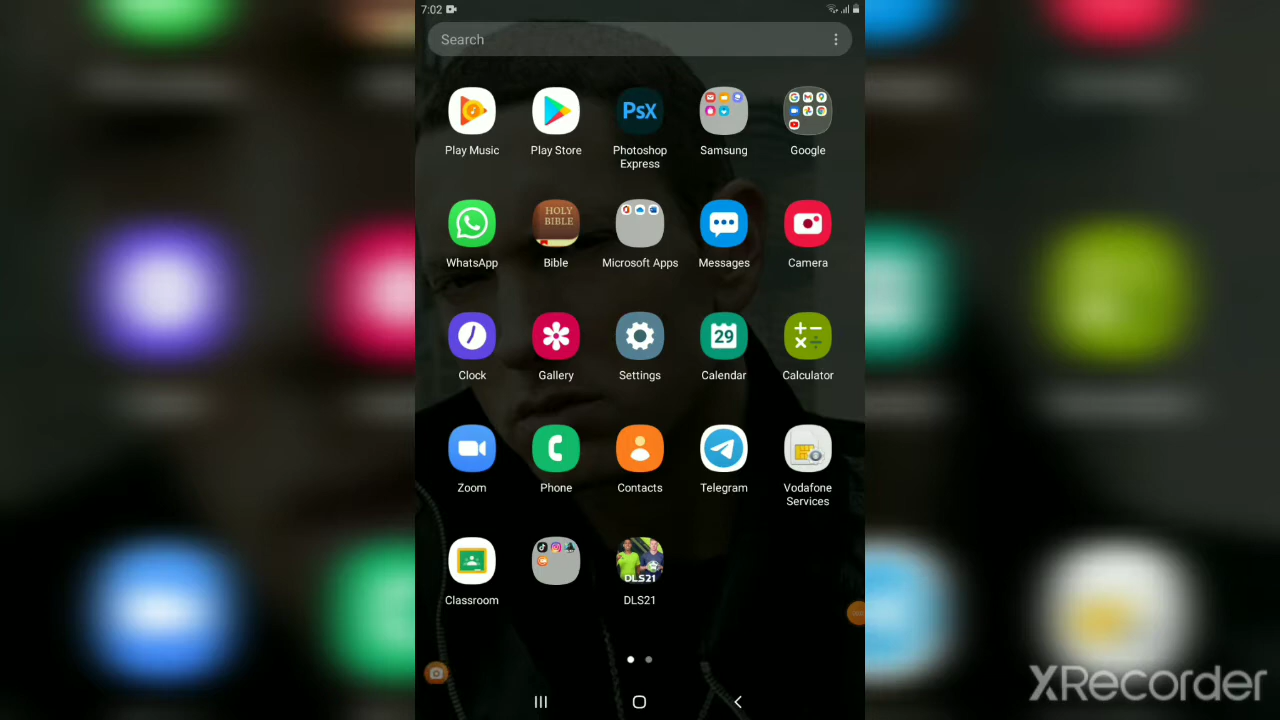 7:02
Search
PsX
Play Music
Play Store
Photoshop
Express
Samsung
Google
HOLY
BIBLE
WhatsApp
Bible
Microsoft Apps
Messages
Camera
29
Clock
Gallery
Settings
Calendar
Calculator
Zoom
Phone
Contacts
Telegram
Vodafone
Services
DLS21
Classroom
DLS21
XRecorder